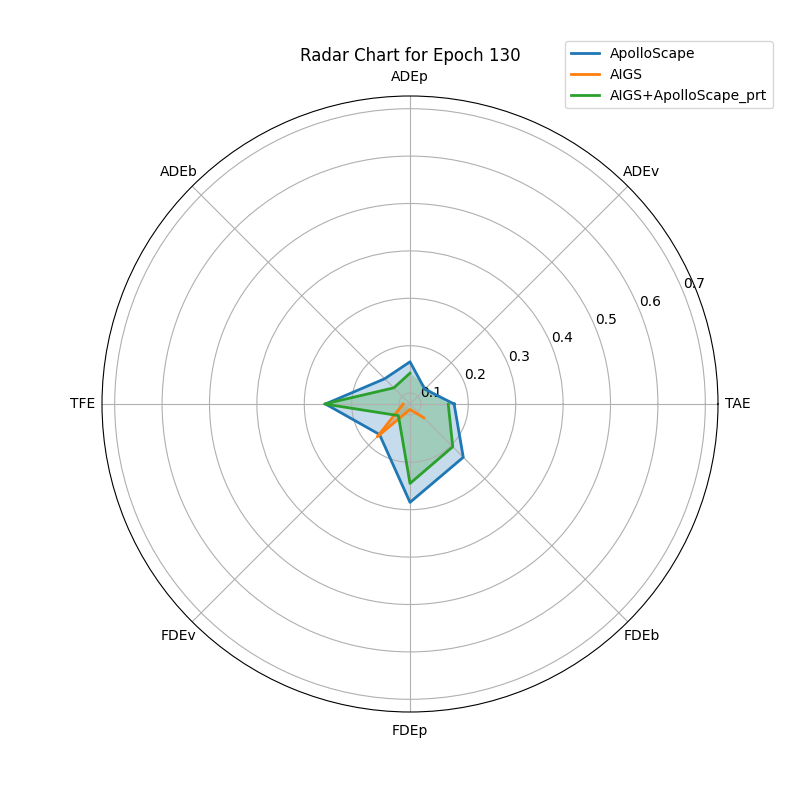 Radar Chart for Epoch 130
ApolloScape
AIGS
AIGS+ApolloScape_prt
ADEp
ADEb
ADEv
0.7
0.6
0.5
0.4
0.3
0.2
0.1
TFE
TAE
FDEv
FDEb
FDEp